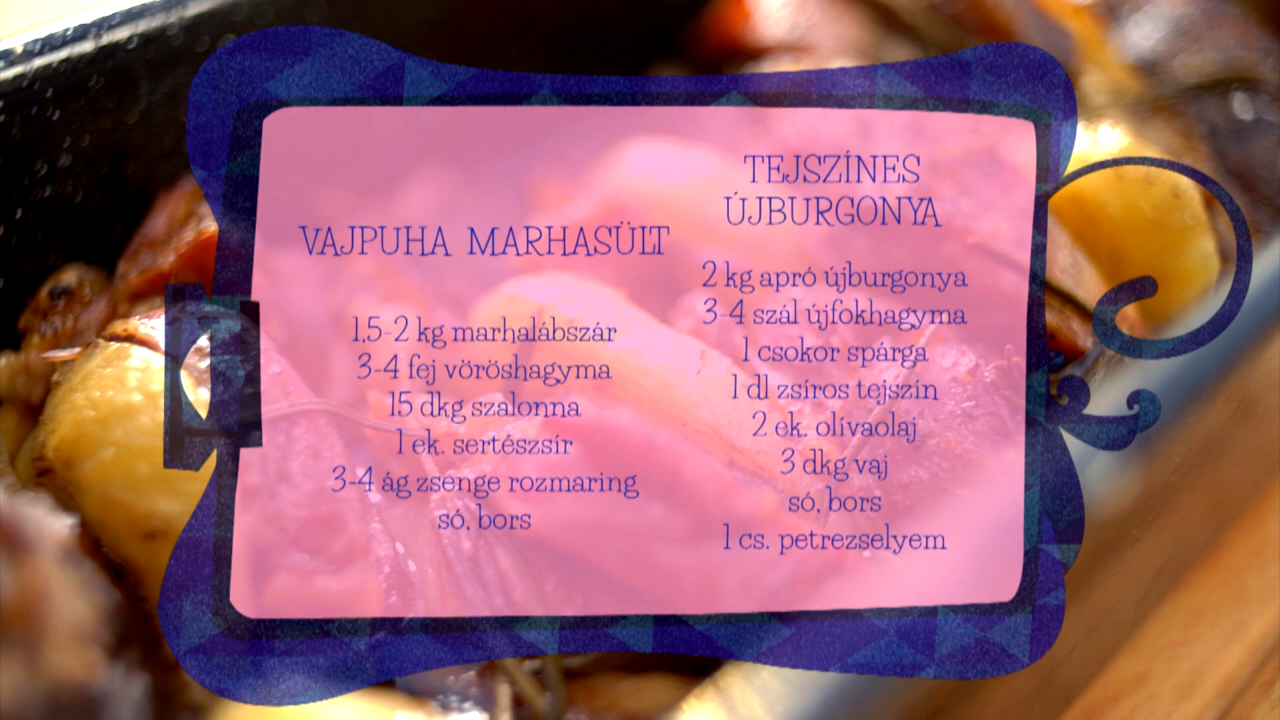 VAJPUHA MARHASÜLT
1.5-2 kg marhalábszár
3-4 fej vöröshagyma
15 dkg szalonna
1 ek. sertészsír
3-4 ág zsenge rozmaring
só, bors
TEJSZÍNES
ÚJBURGONYA
2 kg apró újburgonya
3-4 szál újfokhagyma
1 csokor spárga
1 dl zsíros tejszín
2 ek. olívaolaj
3 dkg vaj
só, bors
1 cs. petrezselyem